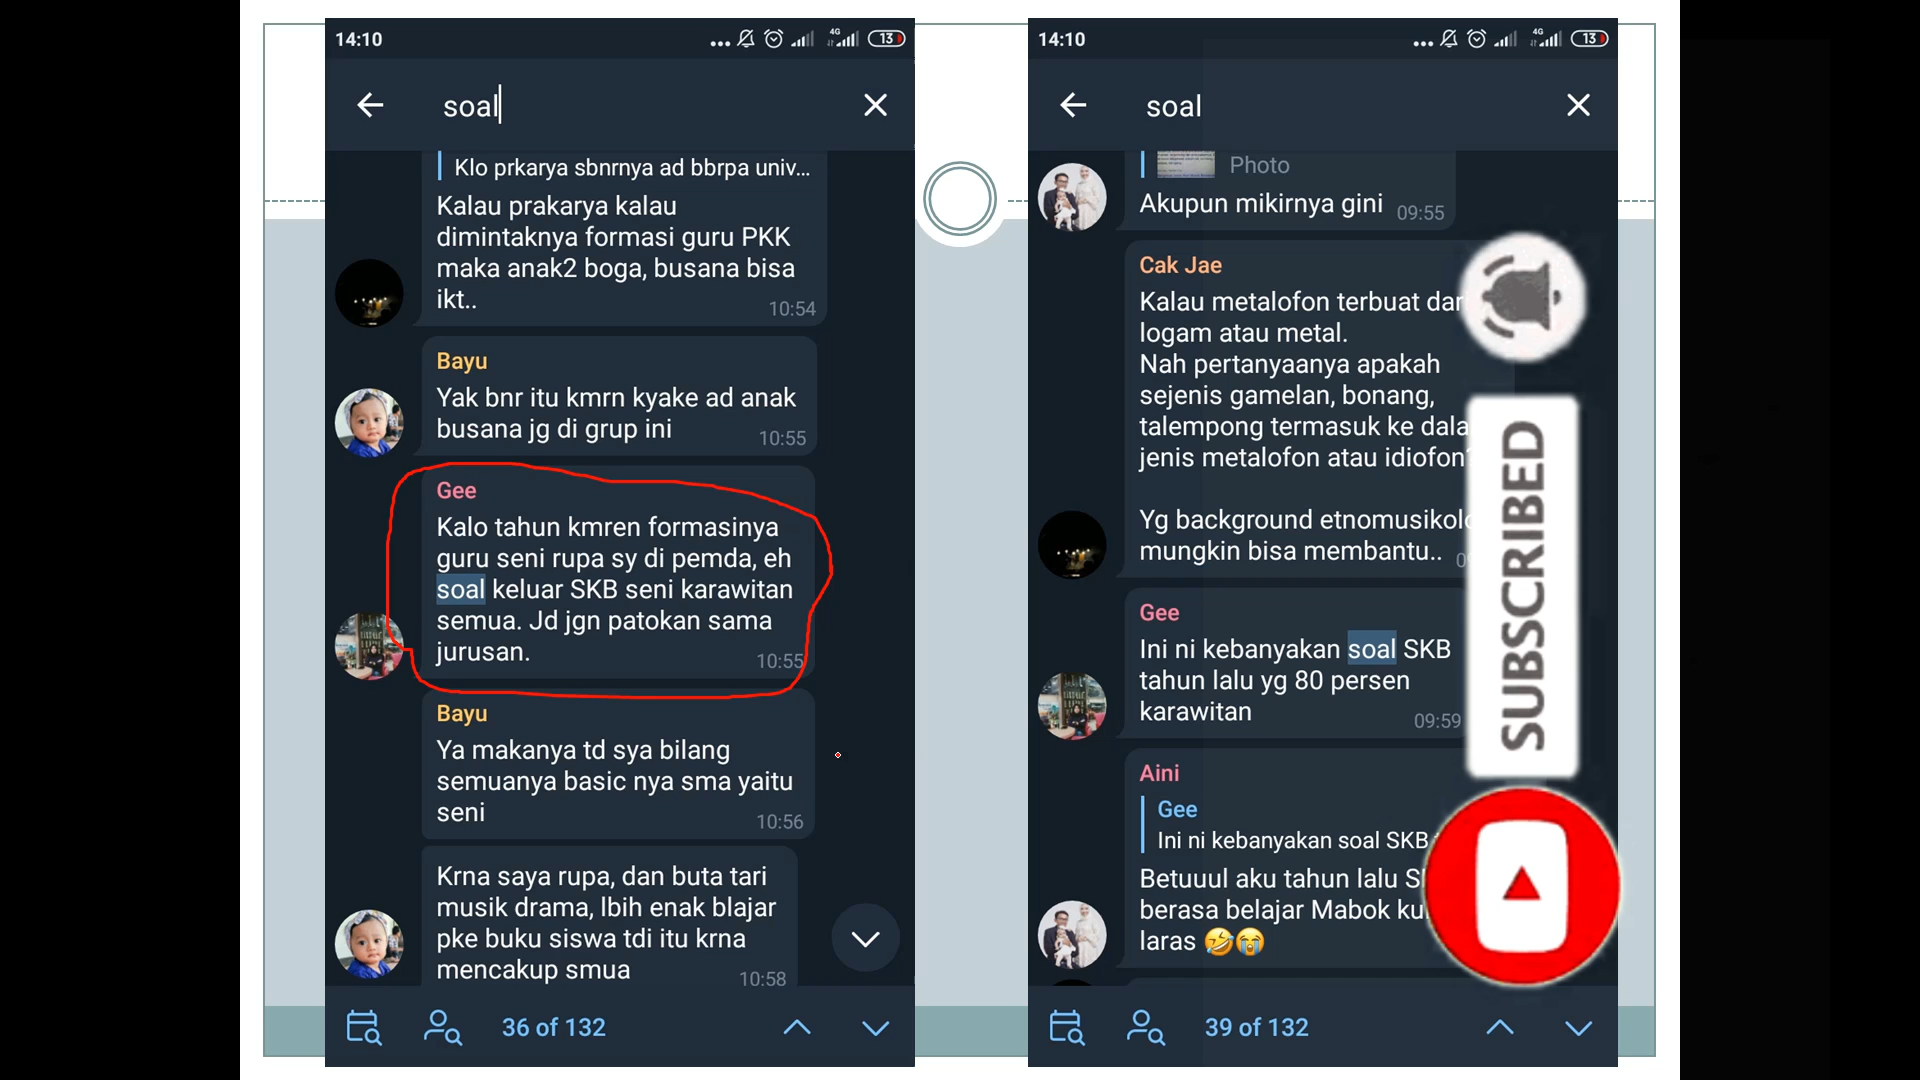 14:10
4G
13
soal
Klo prkarya sbnrnya ad bbrpa univ...
Kalau prakarya kalau
dimintaknya formasi guru PKK
maka anak2 boga, busana bisa
ikt..
10:54
Bayu
Yak bnr itu kmrn kyake ad anak
busana jg di grup ini
10:55
Gee
Kalo tahun kmren formasinya
guru seni rupa sy di pemda, eh
soal keluar SKB seni karawitan
semua. Jd jgn patokan sama
jurusan.
10:55
Bayu
Ya makanya td sya bilang
semuanya basic nya sma yaitu
seni
10:56
Krna saya rupa, dan buta tari
musik drama, lbih enak blajar
pke buku siswa tdi itu krna
mencakup smua
10:58
36 of 132
14:10
4G
13
soal
Photo
Akupun mikirnya gini
09:55
Cak Jae
Kalau metalofon terbuat dar
logam atau metal.
Nah pertanyaanya apakah
sejenis gamelan, bonang,
talempong termasuk ke dala
jenis metalofon atau idiofon?
Yg background etnomusikolo
mungkin bisa membantu..
Gee
Ini ni kebanyakan soal SKB
tahun lalu yg 80 persen
karawitan
09:59
Aini
Gee
Ini ni kebanyakan soal SKB
Betuuul aku tahun lalu S
berasa belajar Mabok ku
laras 🤣😭
39 of 132
SUBSCRIBED